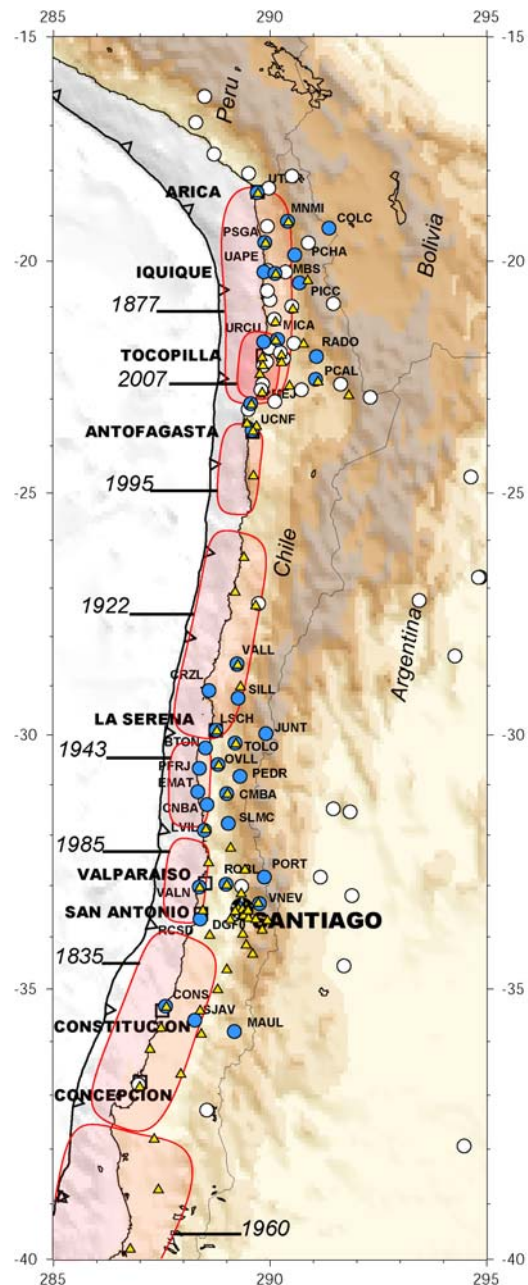 285 290 295
-15 -15
Peru
UT
ARICA
MNMI
COLC
PSGA
Bolivia
UAPE
PCHA
-20 -20
IQUIQUE
MBS
PICC
1877
URCU
MICA
TOCOPILLA
RADO
2007
PCAL
MEJ
UCNF
ANTOFAGASTA
1995
-25 -25
Chile
1922
Argentina
VALL
CRZL
SILL
LA SERENA
LSCH
JUNT
-30 -30
BTON
TOLO
1943
PFRJ
OVLL
PEDR
EMAT
CMBA
CNBA
SLMC
1985
LVIL
VALPARAISO
ROBL
PORT
VALN
VNEV
SAN ANTONIO
SANTIAGO
RCSD
DGF
1835
-35 -35
CONS
SJAV
CONSTITUCION
MAUL
CONCEPCION
1960
-40 -40
285 290 295